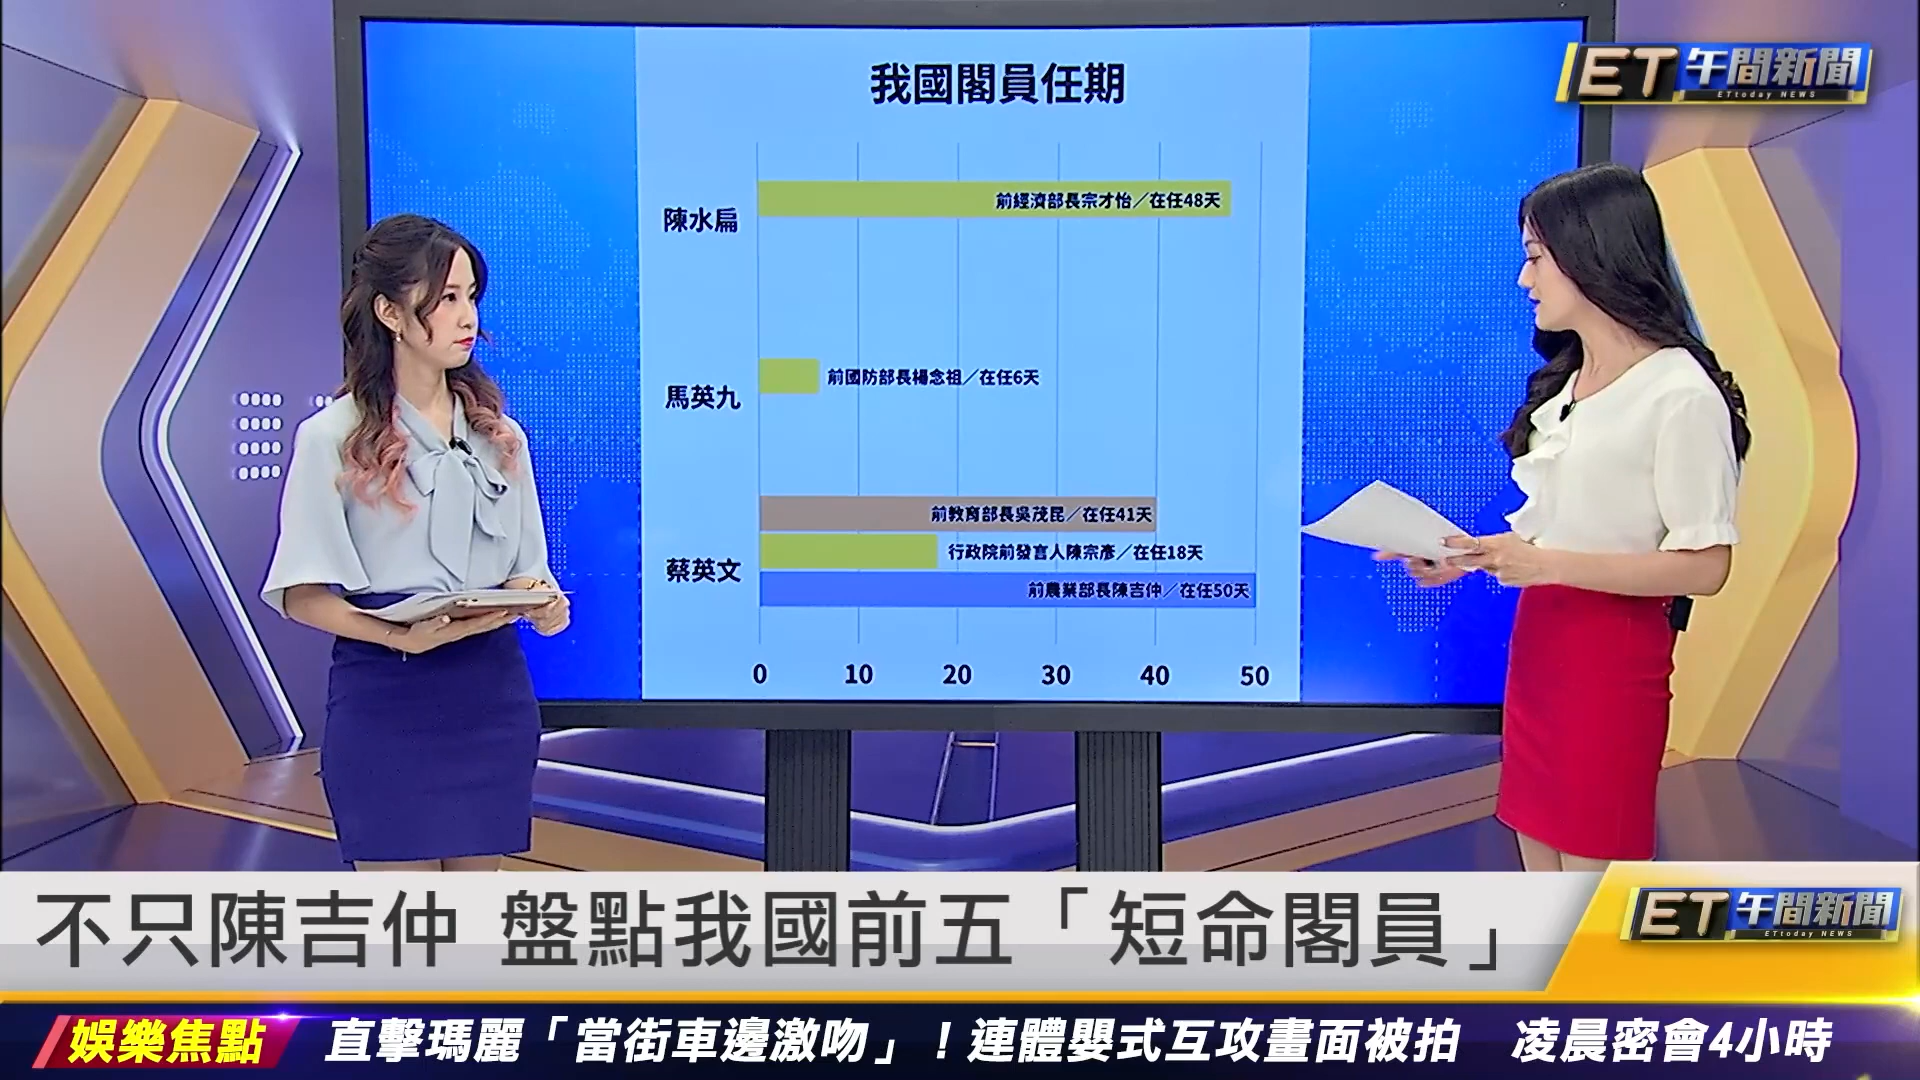 我國閣員任期
ET午間新聞
ETtoday NEWS
陳水扁
前經濟部長宗才怡／在任48天
馬英九
前國防部長楊念祖／在任6天
蔡英文
前教育部長吳茂昆／在任41天
行政院前發言人陳宗彥／在任18天
前農業部長陳吉仲／在任50天
0 10 20 30 40 50
不只陳吉仲 盤點我國前五「短命閣員」
ET午間新聞
ETtoday NEWS
娛樂焦點 直擊瑪麗「當街車邊激吻」！連體嬰式互攻畫面被拍 凌晨密會4小時